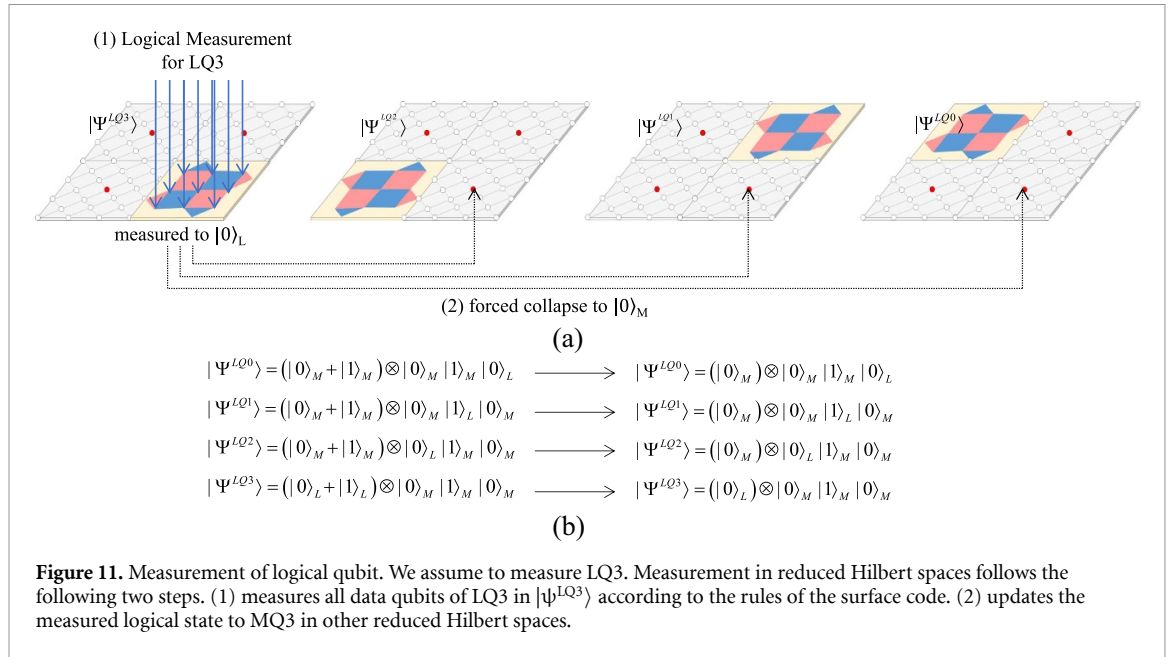 (1) Logical Measurement
for LQ3
|Ψ^{LQ3}⟩ |Ψ^{LQ2}⟩ |Ψ^{LQ1}⟩ |Ψ^{LQ0}⟩
measured to |0⟩_L
(2) forced collapse to |0⟩_M
(a)
|Ψ^{LQ0}⟩ = (|0⟩_M + |1⟩_M) ⊗ |0⟩_M |1⟩_M |0⟩_L ⟶ |Ψ^{LQ0}⟩ = (|0⟩_M) ⊗ |0⟩_M |1⟩_M |0⟩_L
|Ψ^{LQ1}⟩ = (|0⟩_M + |1⟩_M) ⊗ |0⟩_M |1⟩_L |0⟩_M ⟶ |Ψ^{LQ1}⟩ = (|0⟩_M) ⊗ |0⟩_M |1⟩_L |0⟩_M
|Ψ^{LQ2}⟩ = (|0⟩_M + |1⟩_M) ⊗ |0⟩_L |1⟩_M |0⟩_M ⟶ |Ψ^{LQ2}⟩ = (|0⟩_M) ⊗ |0⟩_L |1⟩_M |0⟩_M
|Ψ^{LQ3}⟩ = (|0⟩_L + |1⟩_L) ⊗ |0⟩_M |1⟩_M |0⟩_M ⟶ |Ψ^{LQ3}⟩ = (|0⟩_L) ⊗ |0⟩_M |1⟩_M |0⟩_M
(b)
Figure 11. Measurement of logical qubit. We assume to measure LQ3. Measurement in reduced Hilbert spaces follows the
following two steps. (1) measures all data qubits of LQ3 in |ψ^{LQ3}⟩ according to the rules of the surface code. (2) updates the
measured logical state to MQ3 in other reduced Hilbert spaces.